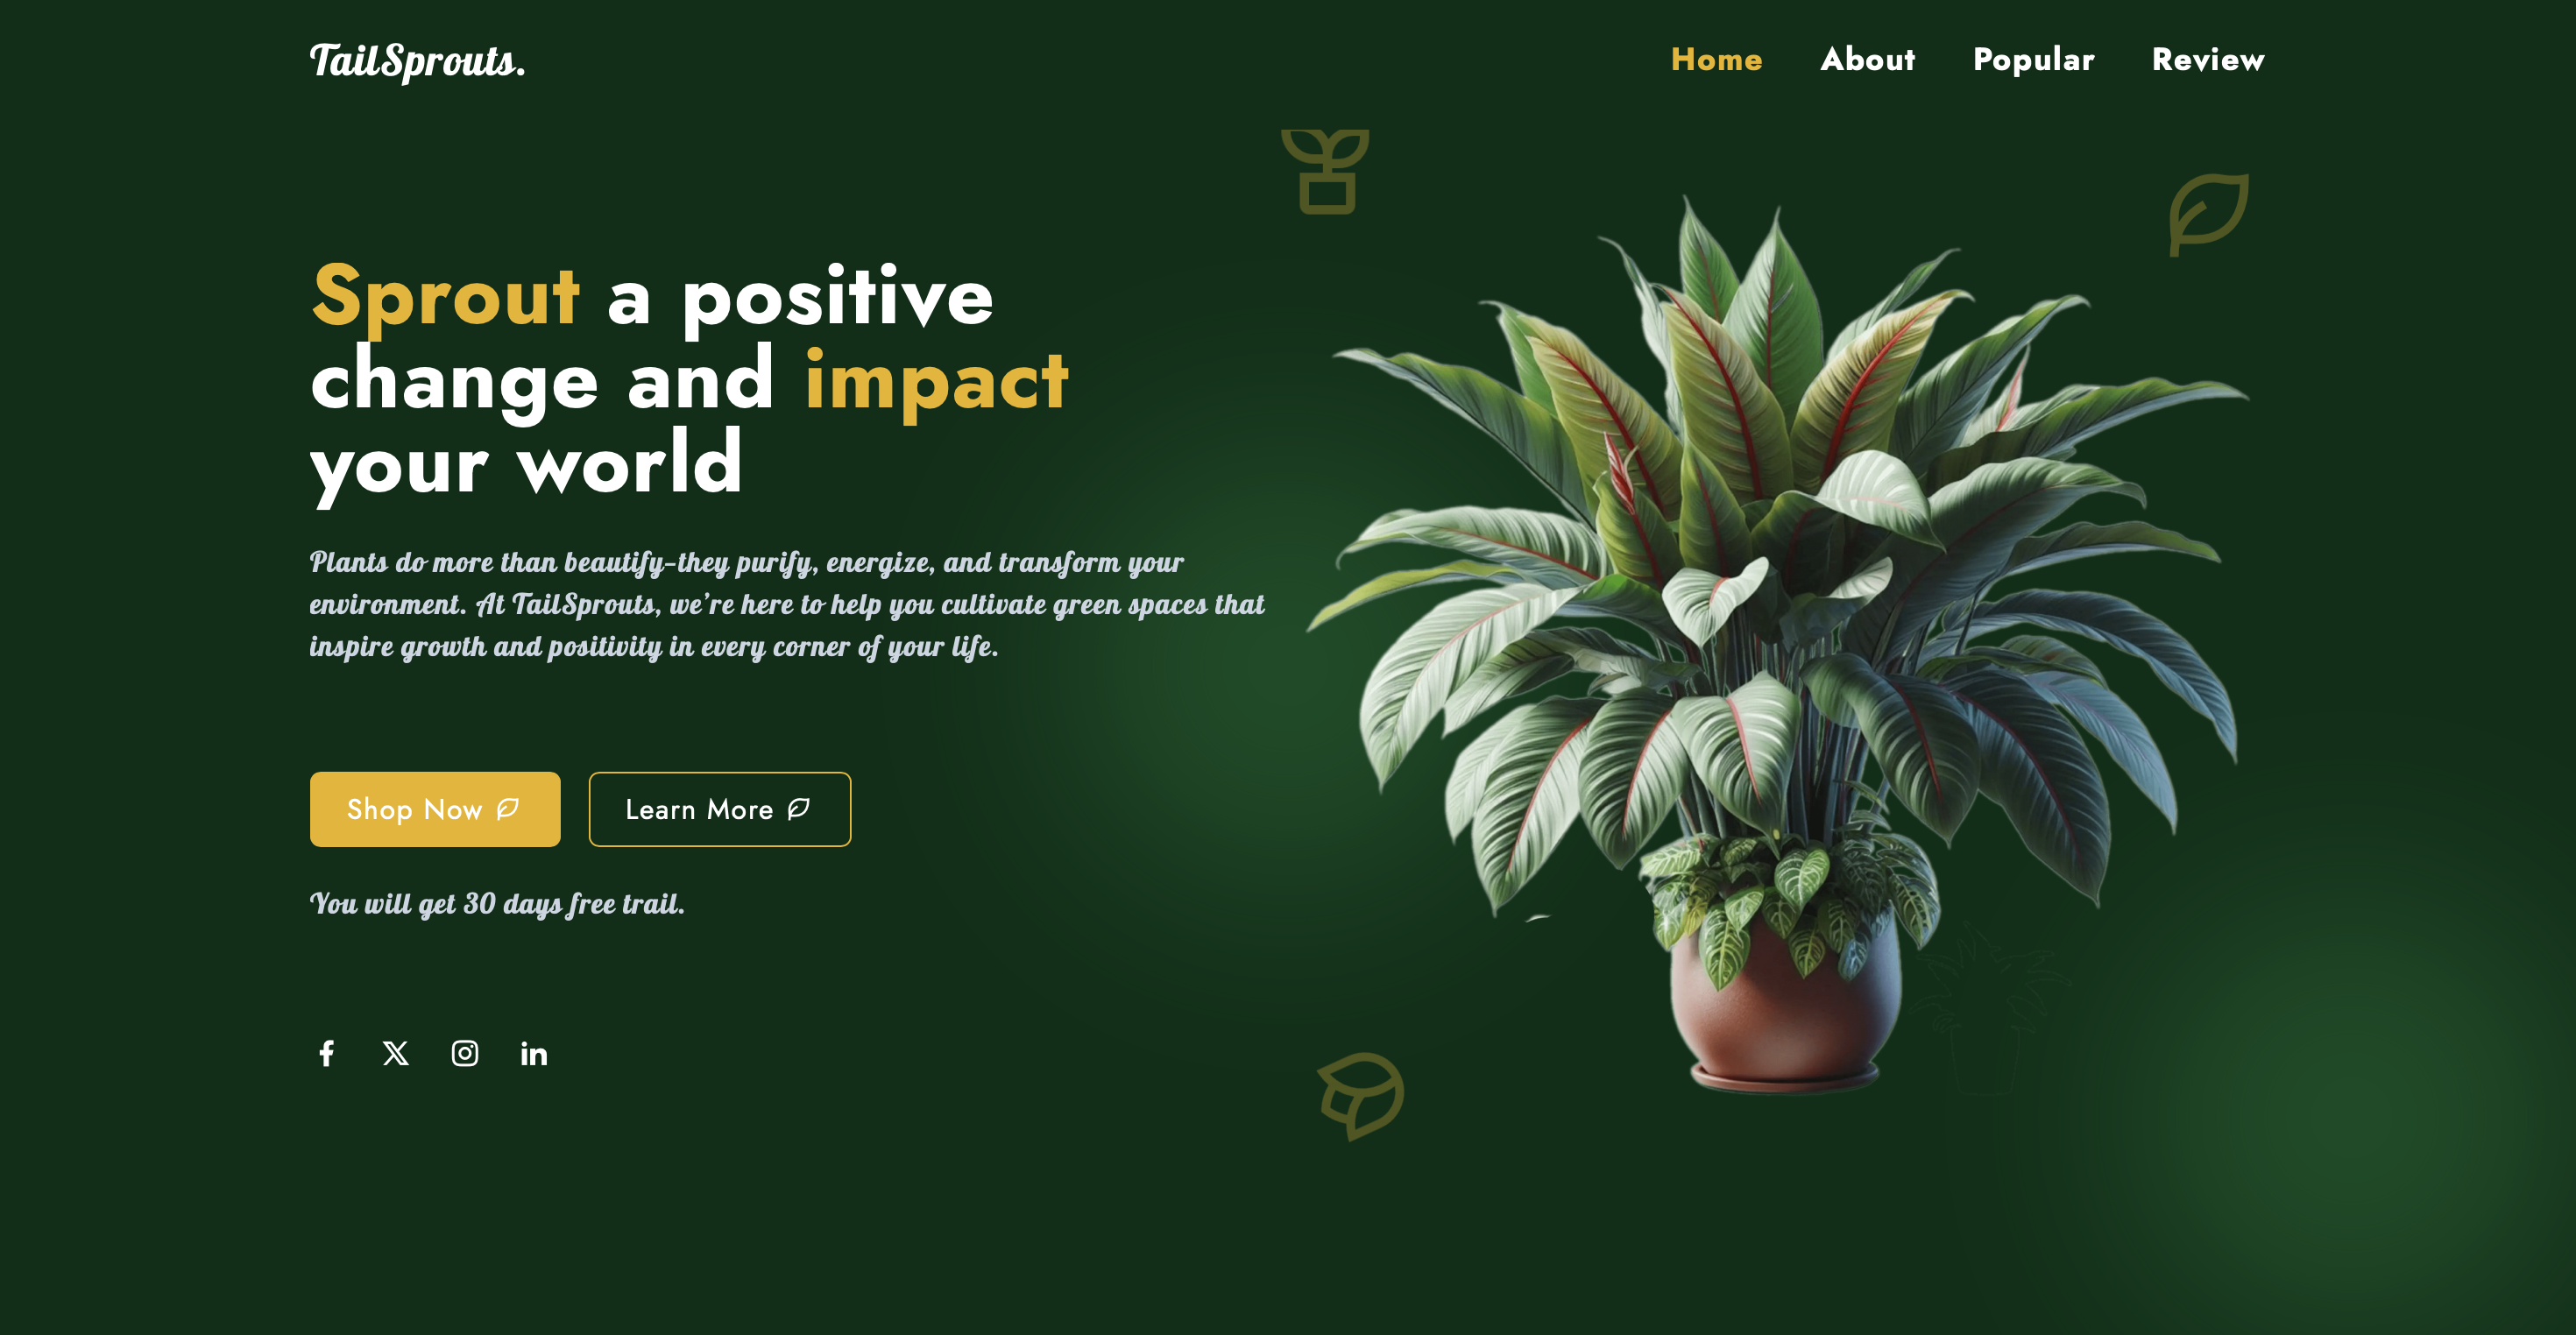 TailSprouts.
Home About Popular Review
Sprout a positive
change and impact
your world
Plants do more than beautify—they purify, energize, and transform your
environment. At TailSprouts, we’re here to help you cultivate green spaces that
inspire growth and positivity in every corner of your life.
Shop Now
Learn More
You will get 30 days free trail.